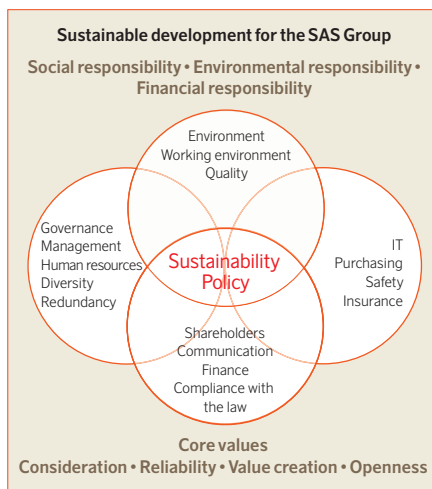 Sustainable development for the SAS Group
Social responsibility • Environmental responsibility •
Financial responsibility
Environment
Working environment
Quality
Governance
Management
Human resources
Diversity
Redundancy
Sustainability
Policy
IT
Purchasing
Safety
Insurance
Shareholders
Communication
Finance
Compliance with
the law
Core values
Consideration • Reliability • Value creation • Openness